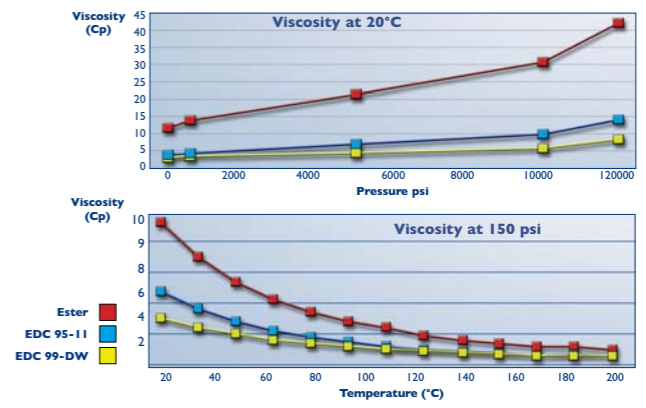 Viscosity (Cp)
Viscosity at 20°C
45
40
35
30
25
20
15
10
5
0
0 2000 4000 6000 8000 10000 120000
Pressure psi
Viscosity (Cp)
Viscosity at 150 psi
10
9
8
6
4
2
Ester
EDC 95-11
EDC 99-DW
20 40 60 80 100 120 140 160 180 200
Temperature (°C)